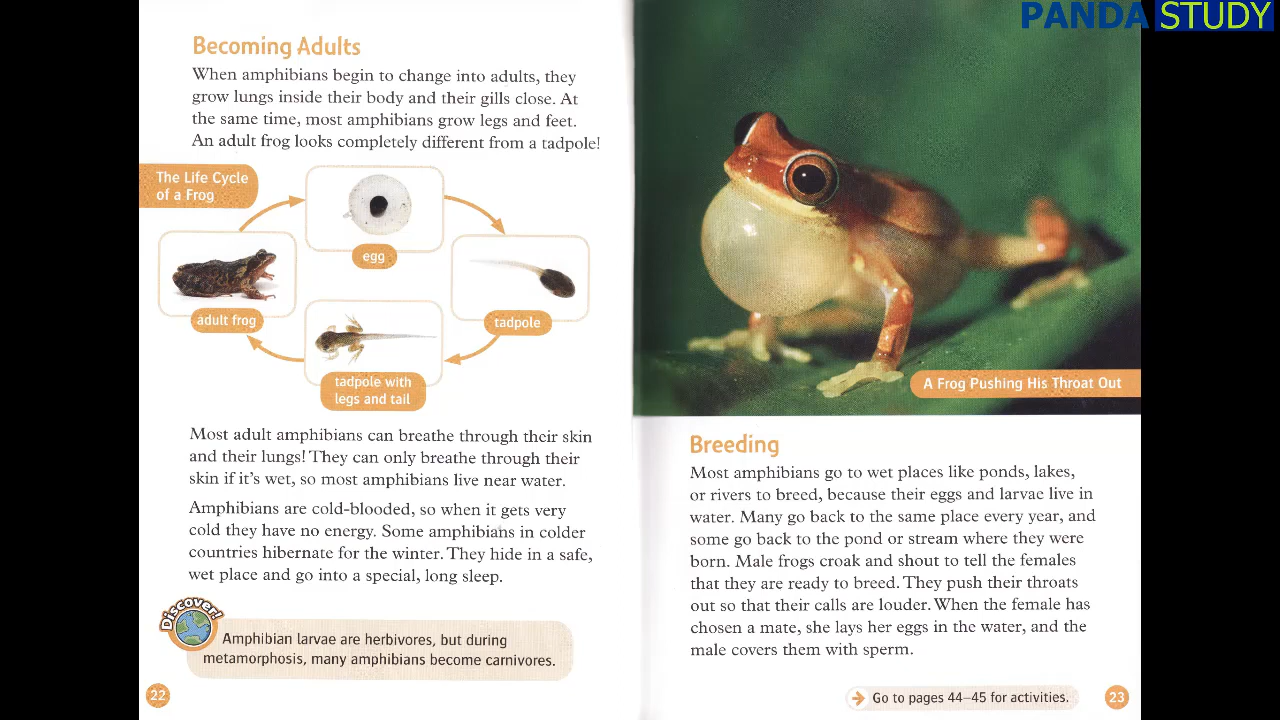 PANDA STUDY
Becoming Adults
When amphibians begin to change into adults, they
grow lungs inside their body and their gills close. At
the same time, most amphibians grow legs and feet.
An adult frog looks completely different from a tadpole!
The Life Cycle
of a Frog
egg
adult frog
tadpole
tadpole with
legs and tail
Most adult amphibians can breathe through their skin
and their lungs! They can only breathe through their
skin if it's wet, so most amphibians live near water.
Amphibians are cold-blooded, so when it gets very
cold they have no energy. Some amphibians in colder
countries hibernate for the winter. They hide in a safe,
wet place and go into a special, long sleep.
Discover!
Amphibian larvae are herbivores, but during
metamorphosis, many amphibians become carnivores.
22
A Frog Pushing His Throat Out
Breeding
Most amphibians go to wet places like ponds, lakes,
or rivers to breed, because their eggs and larvae live in
water. Many go back to the same place every year, and
some go back to the pond or stream where they were
born. Male frogs croak and shout to tell the females
that they are ready to breed. They push their throats
out so that their calls are louder. When the female has
chosen a mate, she lays her eggs in the water, and the
male covers them with sperm.
Go to pages 44–45 for activities.
23